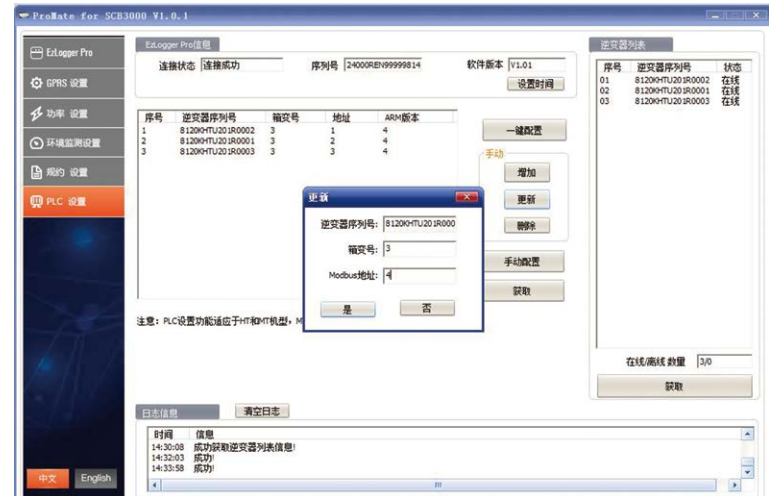 ProMate for SCB3000 V1.0.1
EzLogger Pro
GPRS 设置
功率 设置
环境监测设置
规约 设置
PLC 设置
中文
English
EzLogger Pro信息
连接状态 连接成功 序列号 24000REN99999814 软件版本 V1.01
设置时间
序号 逆变器序列号 箱变号 地址 ARM版本
1 8120KHTU201R0002 3 1 4
2 8120KHTU201R0001 3 2 4
3 8120KHTU201R0003 3 3 4
一键配置
手动
增加
更新
删除
手动配置
获取
更新
逆变器序列号: 8120KHTU201R000
箱变号: 3
Modbus地址: 4
是 否
注意：PLC设置功能适应于HT和MT机型，M
逆变器列表
序号 逆变器序列号 状态
01 8120KHTU201R0002 在线
02 8120KHTU201R0001 在线
03 8120KHTU201R0003 在线
在线/离线 数量 3/0
获取
日志信息 清空日志
时间 信息
14:30:08 成功获取逆变器列表信息!
14:32:03 成功!
14:33:58 成功!